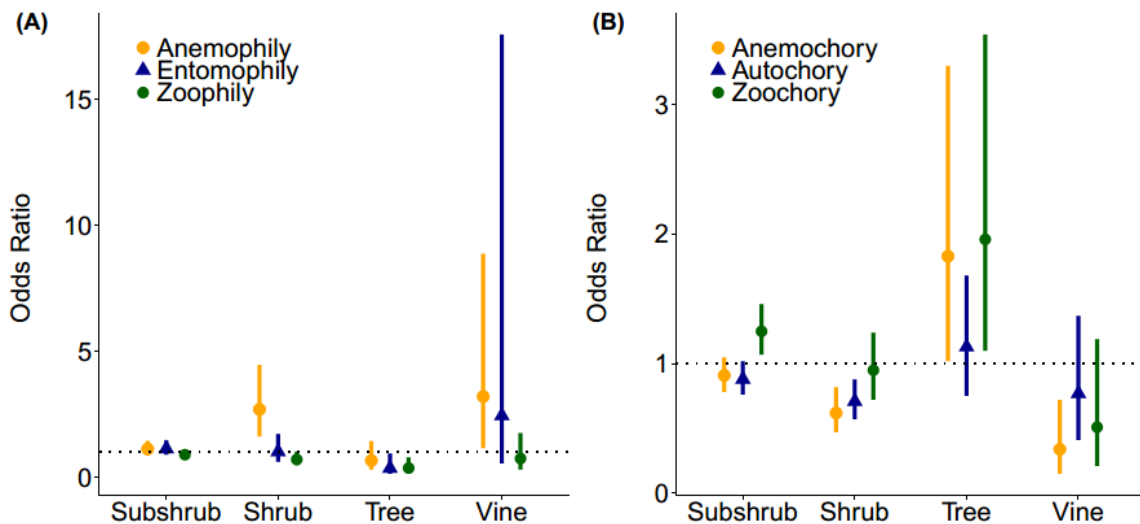 (A)
Anemophily
Entomophily
Zoophily
Odds Ratio
15
10
5
0
Subshrub Shrub Tree Vine
(B)
Anemochory
Autochory
Zoochory
Odds Ratio
3
2
1
0
Subshrub Shrub Tree Vine